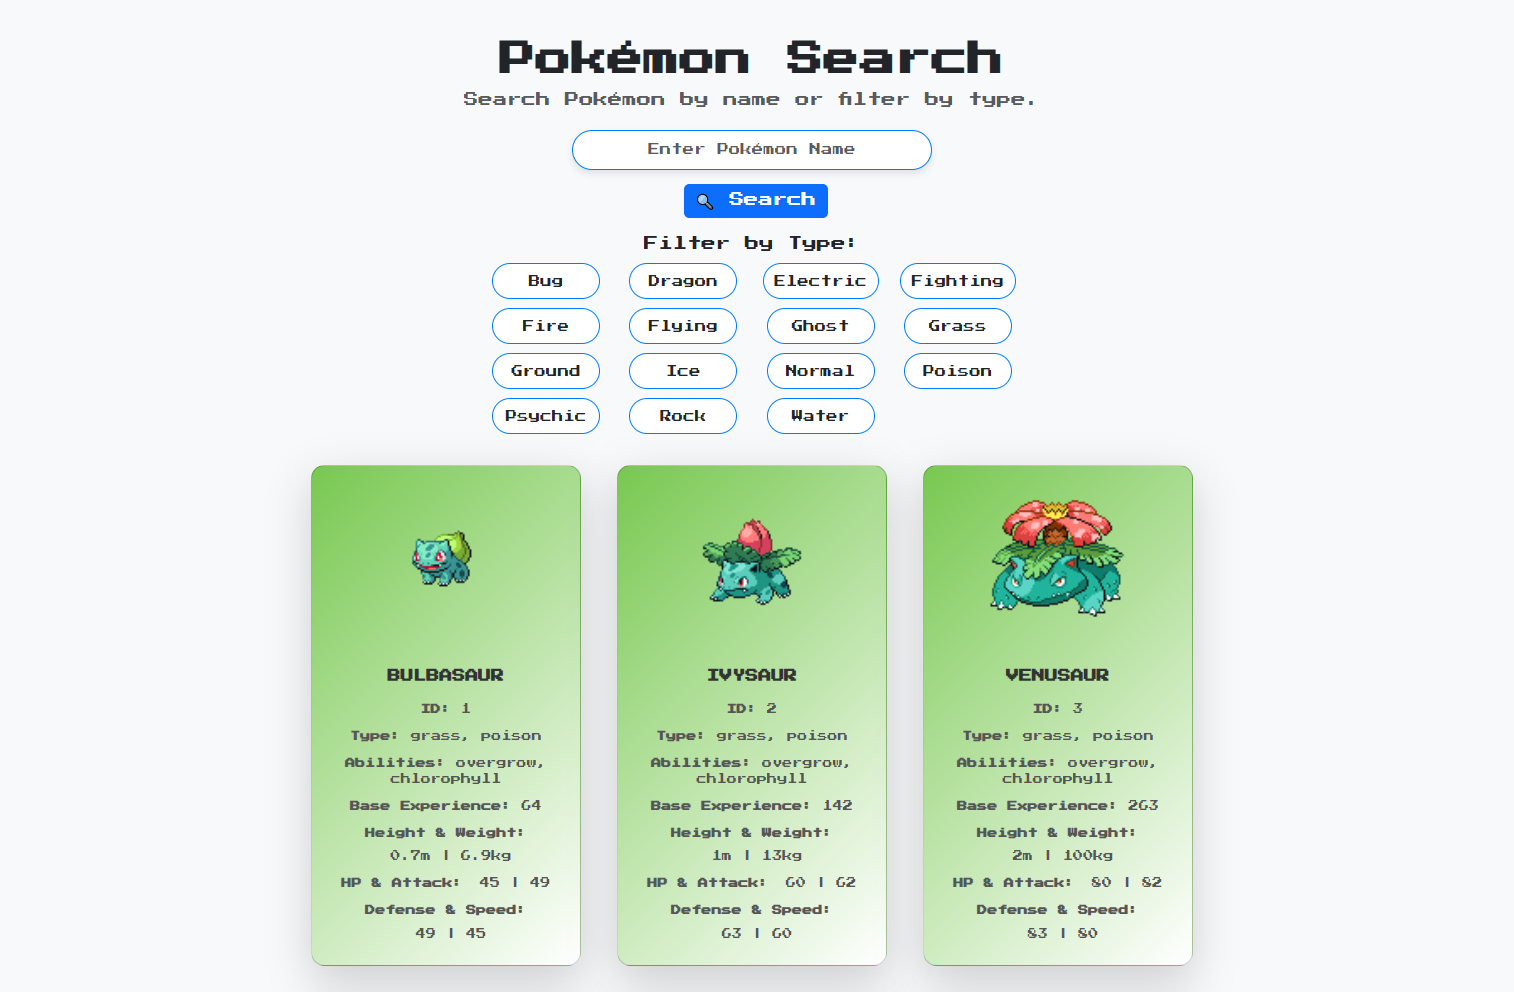 Pokémon Search
Search Pokémon by name or filter by type.
Enter Pokémon Name
🔍 Search
Filter by Type:
Bug Dragon Electric Fighting
Fire Flying Ghost Grass
Ground Ice Normal Poison
Psychic Rock Water
BULBASAUR
ID: 1
Type: grass, poison
Abilities: overgrow,
chlorophyll
Base Experience: 64
Height & Weight:
0.7m | 6.9kg
HP & Attack: 45 | 49
Defense & Speed:
49 | 45
IVYSAUR
ID: 2
Type: grass, poison
Abilities: overgrow,
chlorophyll
Base Experience: 142
Height & Weight:
1m | 13kg
HP & Attack: 60 | 62
Defense & Speed:
63 | 60
VENUSAUR
ID: 3
Type: grass, poison
Abilities: overgrow,
chlorophyll
Base Experience: 263
Height & Weight:
2m | 100kg
HP & Attack: 80 | 82
Defense & Speed:
83 | 80